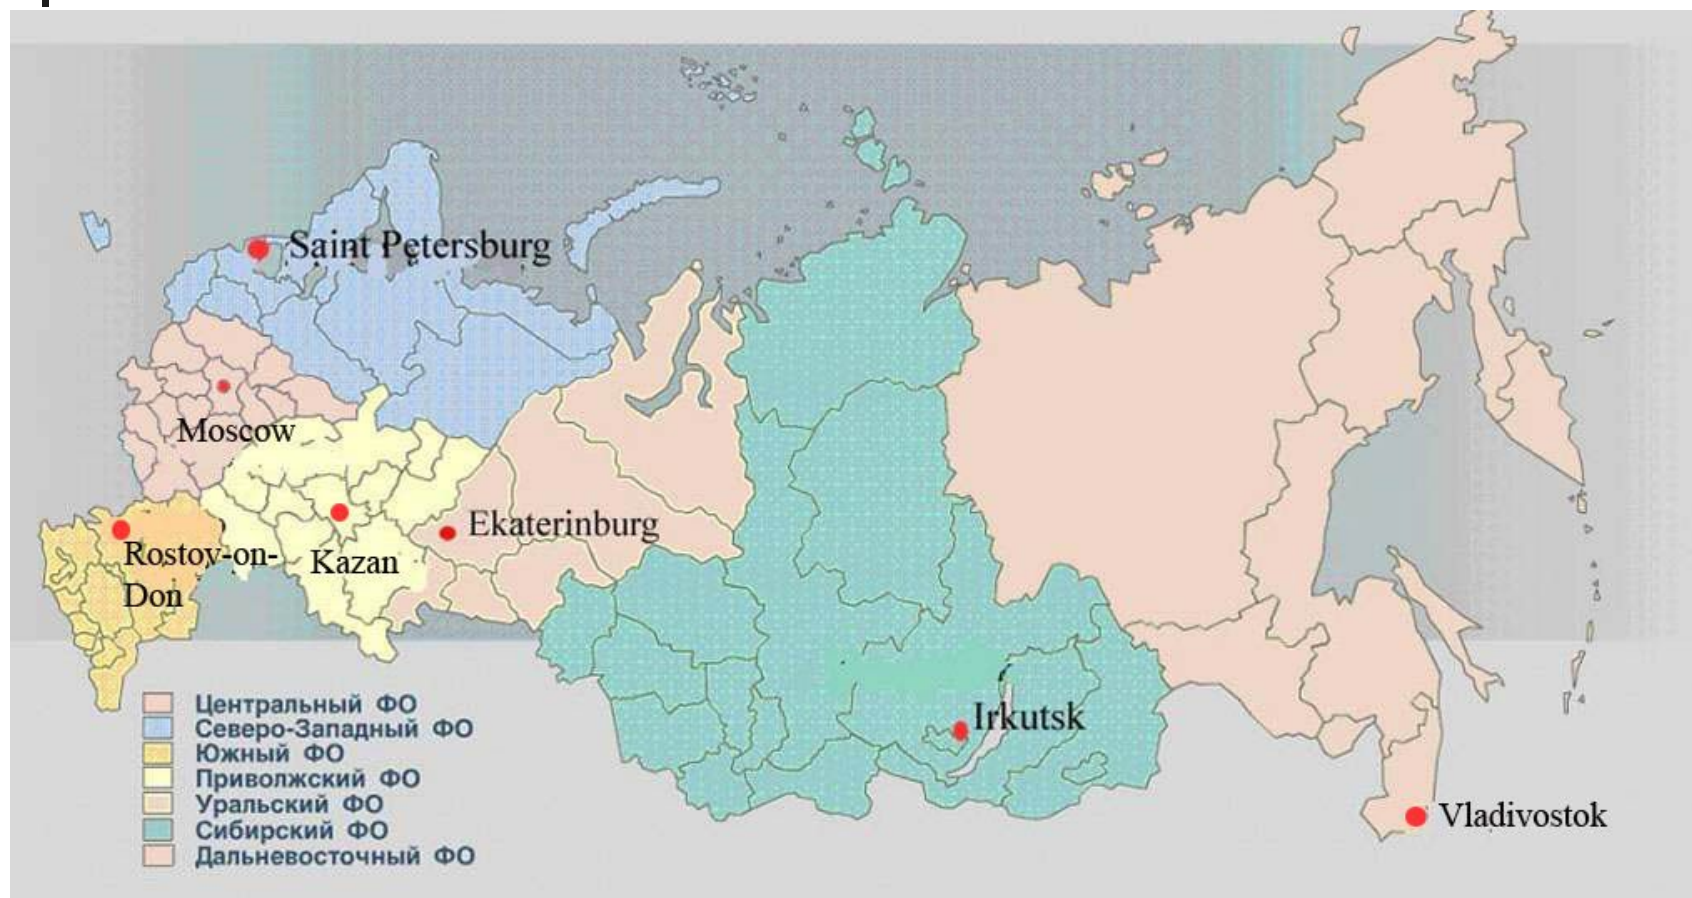 Saint Petersburg
Moscow
Ekaterinburg
Rostov-on-
Don
Kazan
Центральный ФО
Северо-Западный ФО
Южный ФО
Приволжский ФО
Уральский ФО
Сибирский ФО
Дальневосточный ФО
Irkutsk
Vladivostok